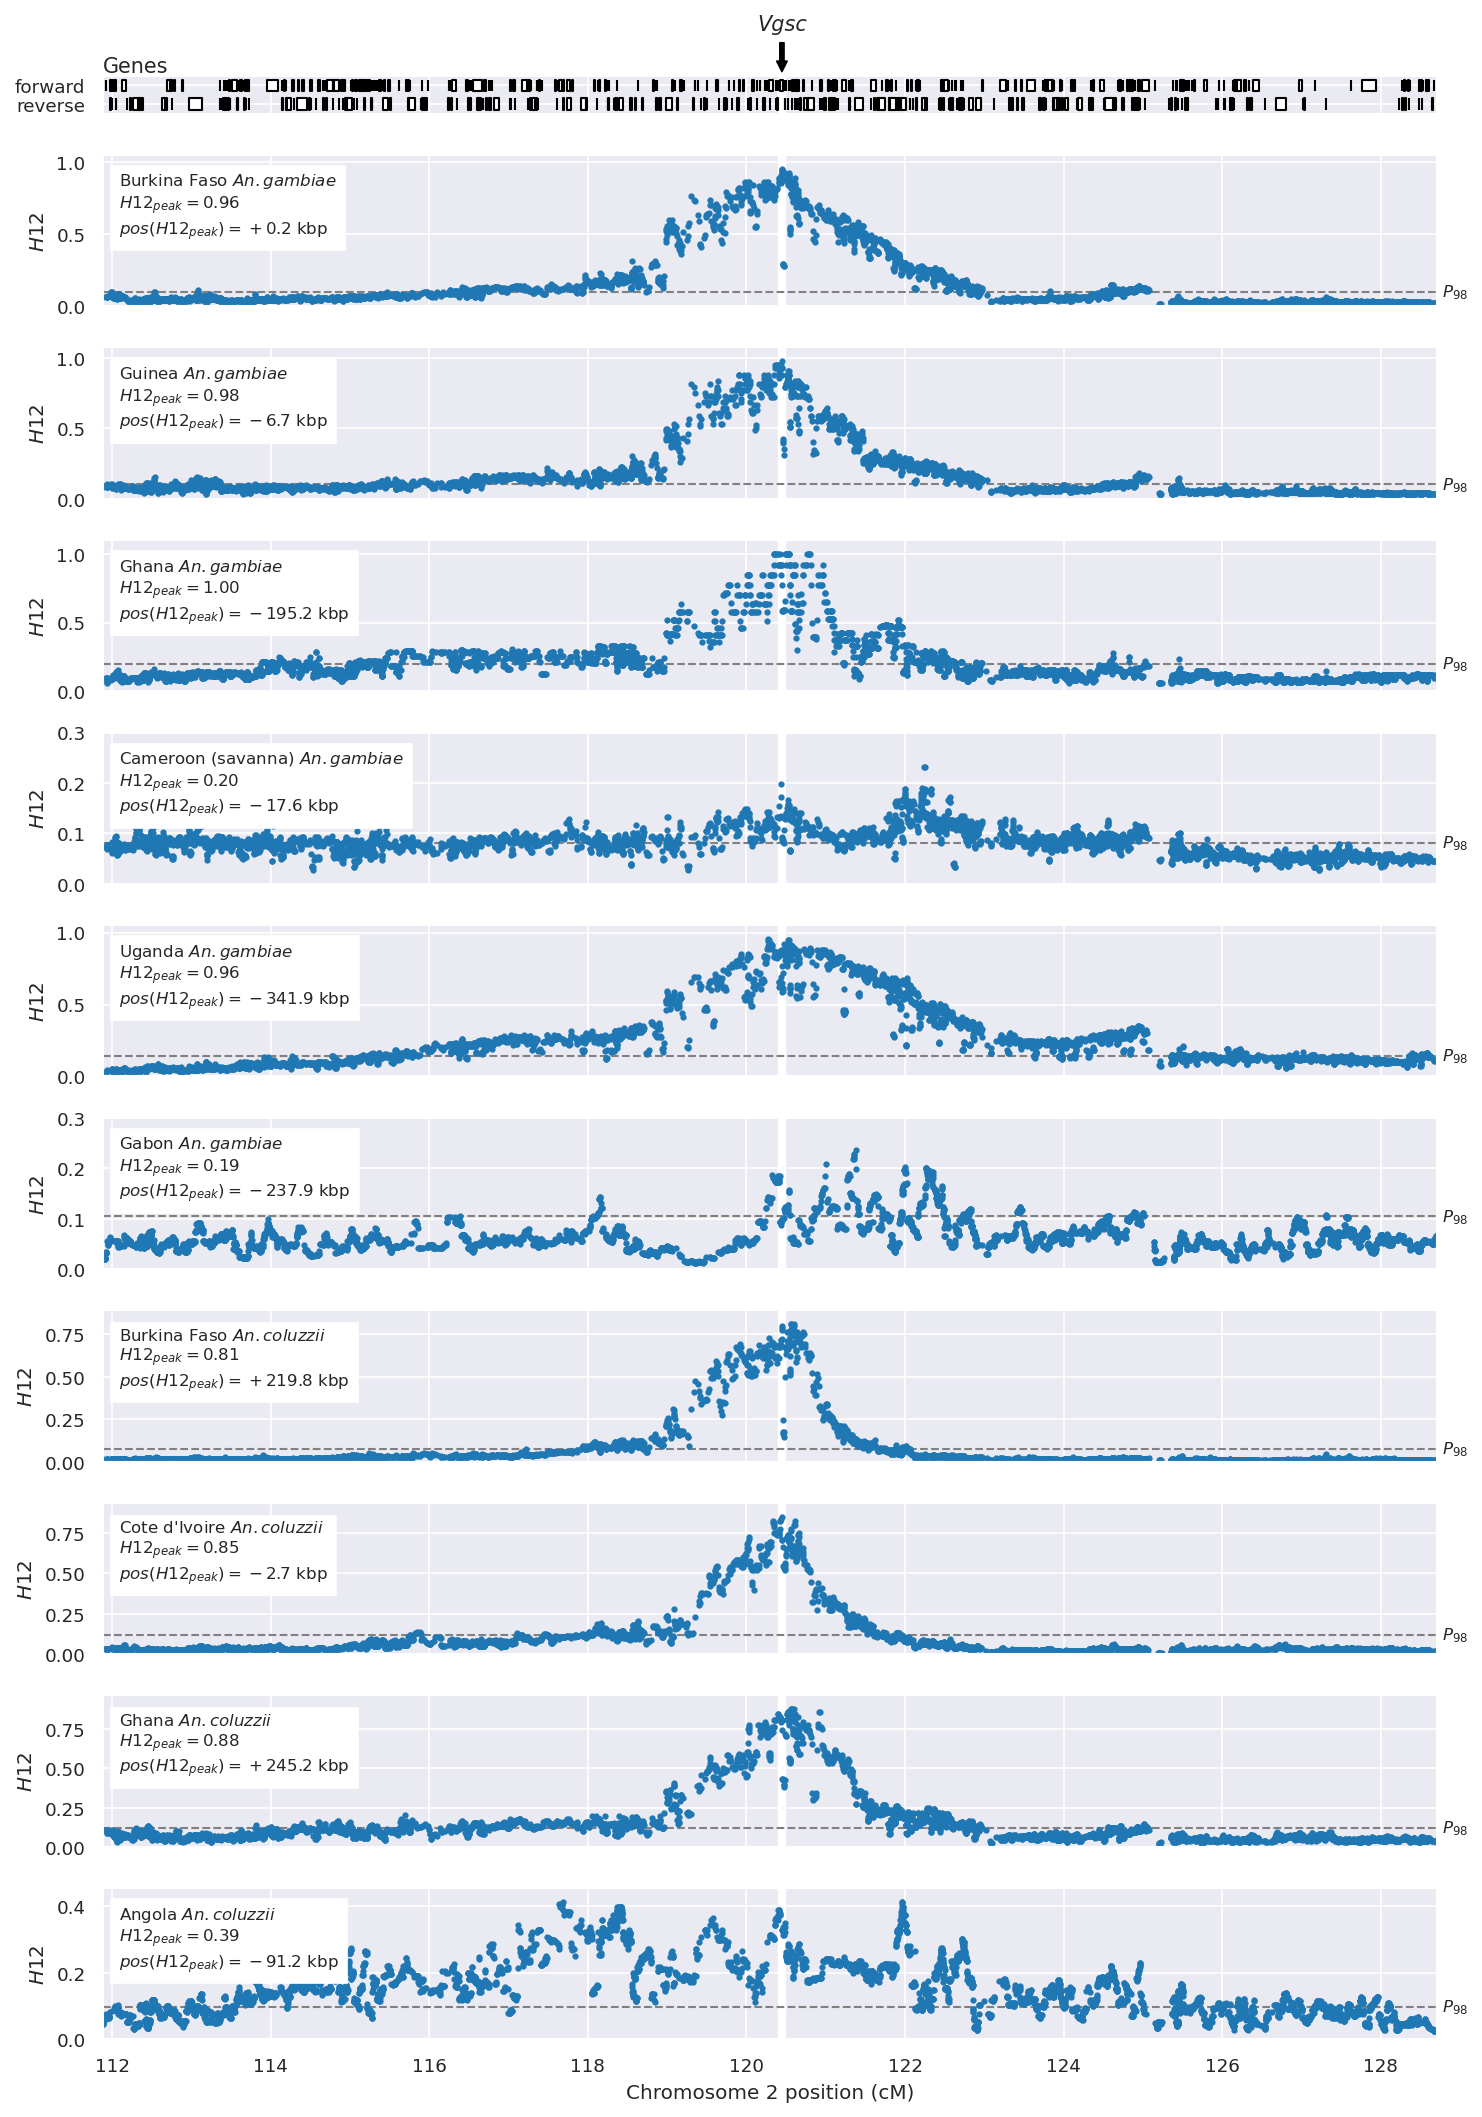 Vgsc
Genes
forward
reverse
1.0
0.5
0.0
H12
Burkina Faso An. gambiae
H12peak = 0.96
pos(H12peak) = +0.2 kbp
P98
1.0
0.5
0.0
H12
Guinea An. gambiae
H12peak = 0.98
pos(H12peak) = −6.7 kbp
P98
1.0
0.5
0.0
H12
Ghana An. gambiae
H12peak = 1.00
pos(H12peak) = −195.2 kbp
P98
0.3
0.2
0.1
0.0
H12
Cameroon (savanna) An. gambiae
H12peak = 0.20
pos(H12peak) = −17.6 kbp
P98
1.0
0.5
0.0
H12
Uganda An. gambiae
H12peak = 0.96
pos(H12peak) = −341.9 kbp
P98
0.3
0.2
0.1
0.0
H12
Gabon An. gambiae
H12peak = 0.19
pos(H12peak) = −237.9 kbp
P98
0.75
0.50
0.25
0.00
H12
Burkina Faso An. coluzzii
H12peak = 0.81
pos(H12peak) = +219.8 kbp
P98
0.75
0.50
0.25
0.00
H12
Cote d'Ivoire An. coluzzii
H12peak = 0.85
pos(H12peak) = −2.7 kbp
P98
0.75
0.50
0.25
0.00
H12
Ghana An. coluzzii
H12peak = 0.88
pos(H12peak) = +245.2 kbp
P98
0.4
0.2
0.0
H12
Angola An. coluzzii
H12peak = 0.39
pos(H12peak) = −91.2 kbp
P98
112 114 116 118 120 122 124 126 128
Chromosome 2 position (cM)